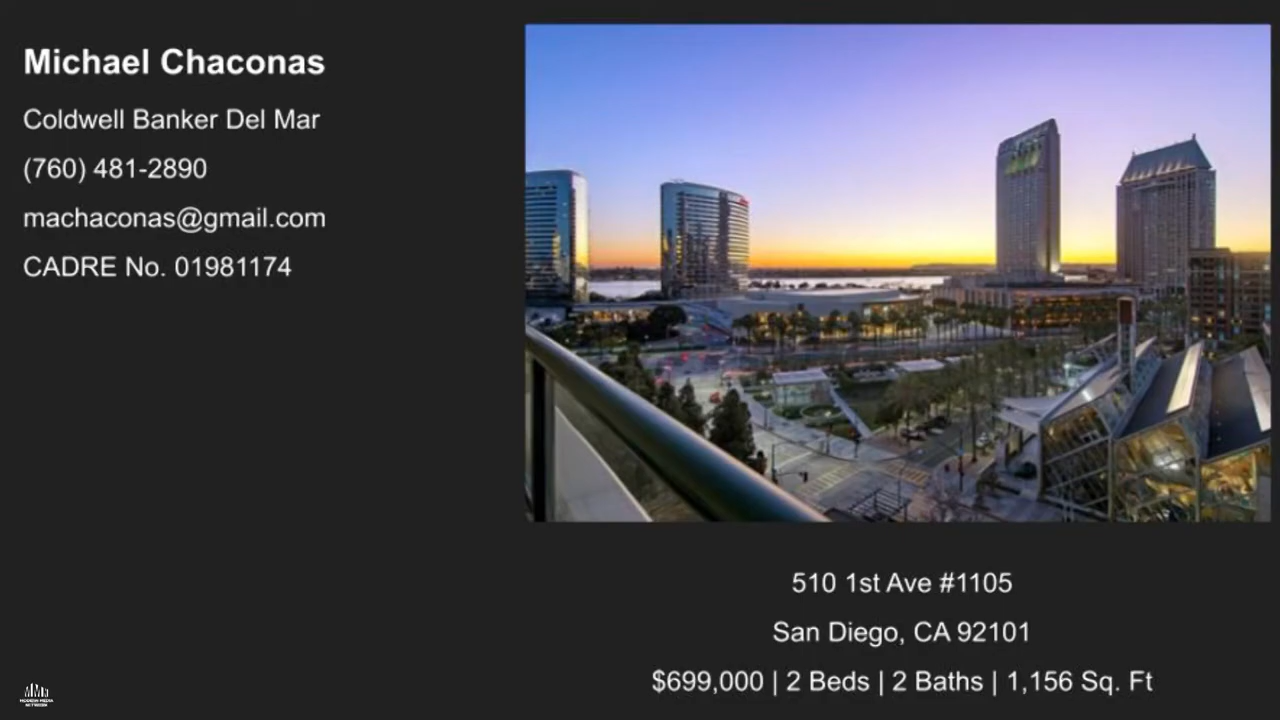 Michael Chaconas
Coldwell Banker Del Mar
(760) 481-2890
machaconas@gmail.com
CADRE No. 01981174
510 1st Ave #1105
San Diego, CA 92101
$699,000 | 2 Beds | 2 Baths | 1,156 Sq. Ft